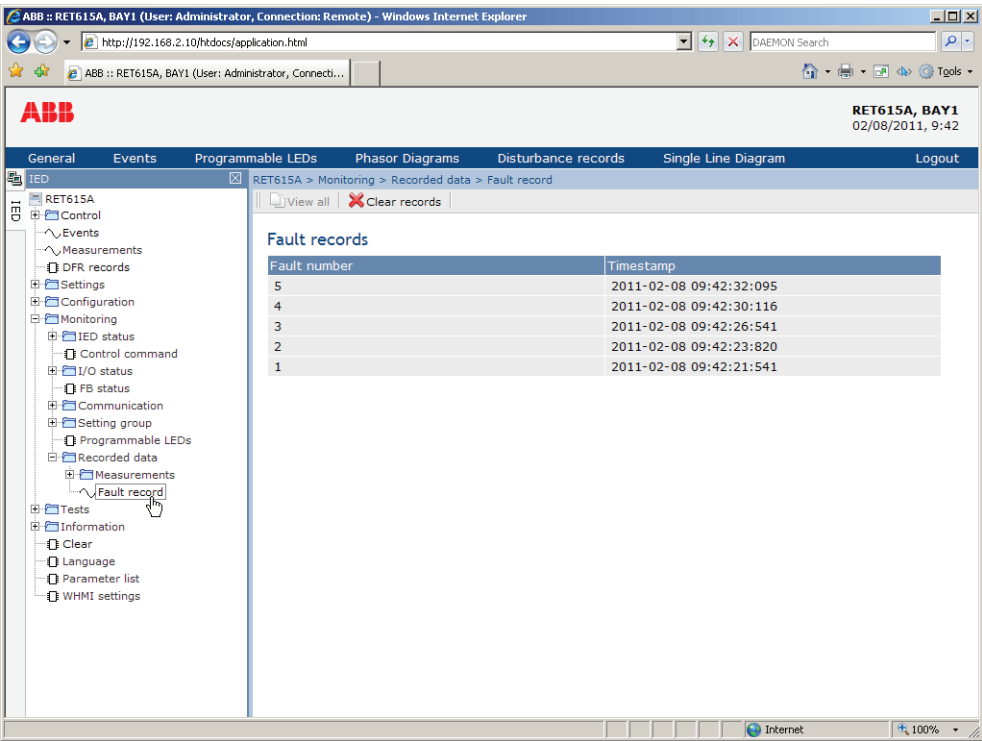 ABB :: RET615A, BAY1 (User: Administrator, Connection: Remote) - Windows Internet Explorer
http://192.168.2.10/htdocs/application.html
DAEMON Search
ABB :: RET615A, BAY1 (User: Administrator, Connecti...
Tools
ABB
RET615A, BAY1
02/08/2011, 9:42
General Events Programmable LEDs Phasor Diagrams Disturbance records Single Line Diagram Logout
IED
IED
RET615A > Monitoring > Recorded data > Fault record
View all Clear records
RET615A
Control
Events
Measurements
DFR records
Settings
Configuration
Monitoring
IED status
Control command
I/O status
FB status
Communication
Setting group
Programmable LEDs
Recorded data
Measurements
Fault record
Tests
Information
Clear
Language
Parameter list
WHMI settings
Fault records
Fault number Timestamp
5 2011-02-08 09:42:32:095
4 2011-02-08 09:42:30:116
3 2011-02-08 09:42:26:541
2 2011-02-08 09:42:23:820
1 2011-02-08 09:42:21:541
Internet
100%